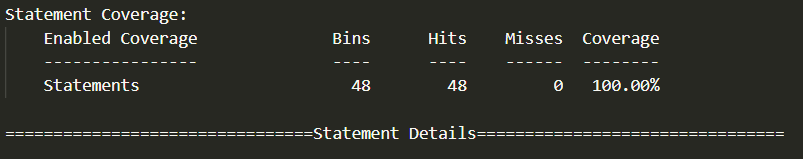 Statement Coverage:
Enabled Coverage Bins Hits Misses Coverage
---------------- ---- ---- ------ --------
Statements 48 48 0 100.00%
================================Statement Details================================